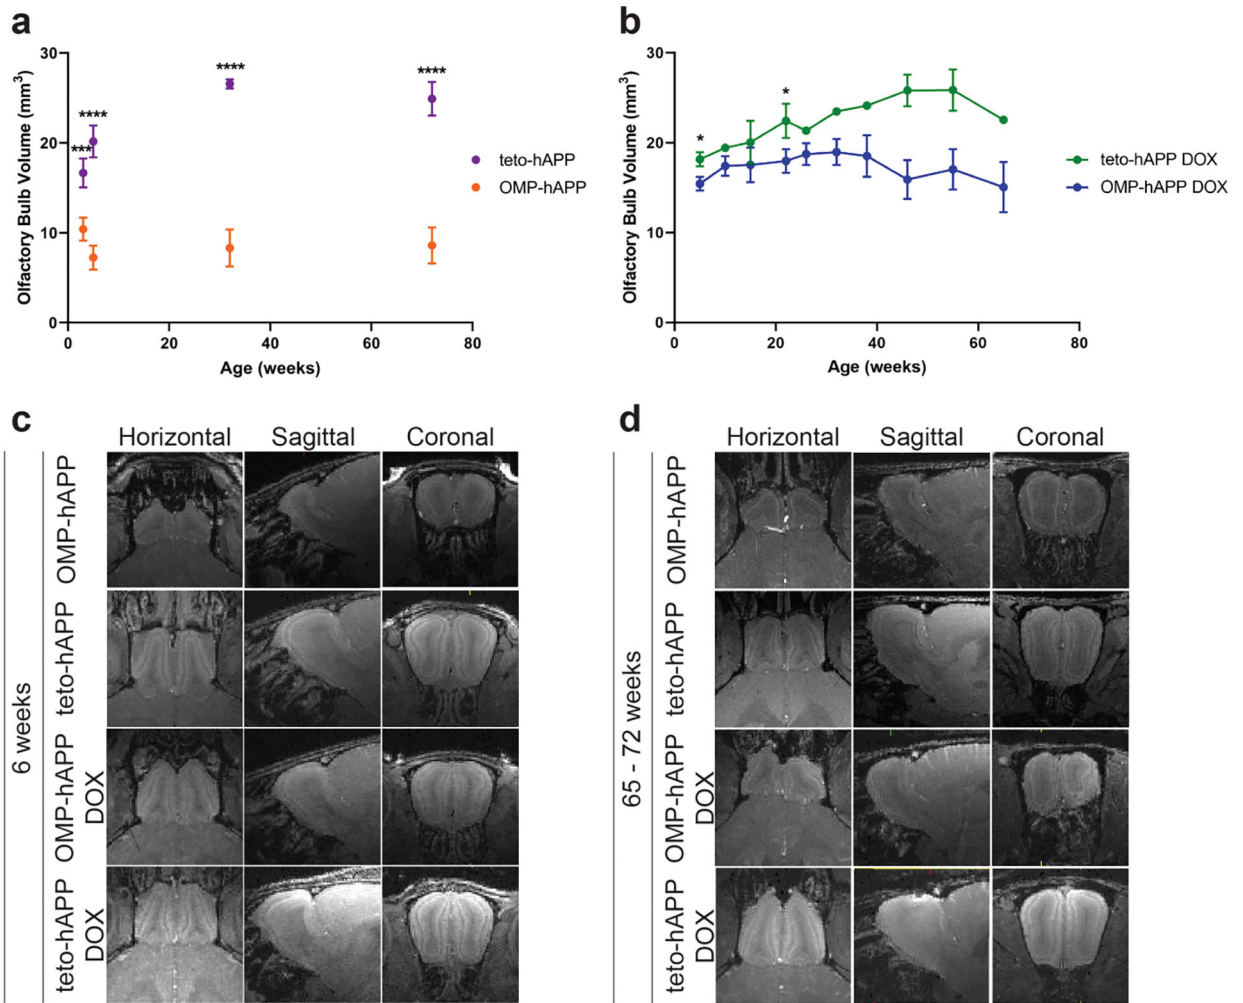 a
30
20
10
0
Olfactory Bulb Volume (mm³)
***
****
****
****
0 20 40 60 80
Age (weeks)
teto-hAPP
OMP-hAPP
b
30
20
10
0
Olfactory Bulb Volume (mm³)
*
*
0 20 40 60 80
Age (weeks)
teto-hAPP DOX
OMP-hAPP DOX
c
Horizontal Sagittal Coronal
6 weeks
OMP-hAPP
teto-hAPP
OMP-hAPP
DOX
teto-hAPP
DOX
d
Horizontal Sagittal Coronal
65 - 72 weeks
OMP-hAPP
teto-hAPP
OMP-hAPP
DOX
teto-hAPP
DOX